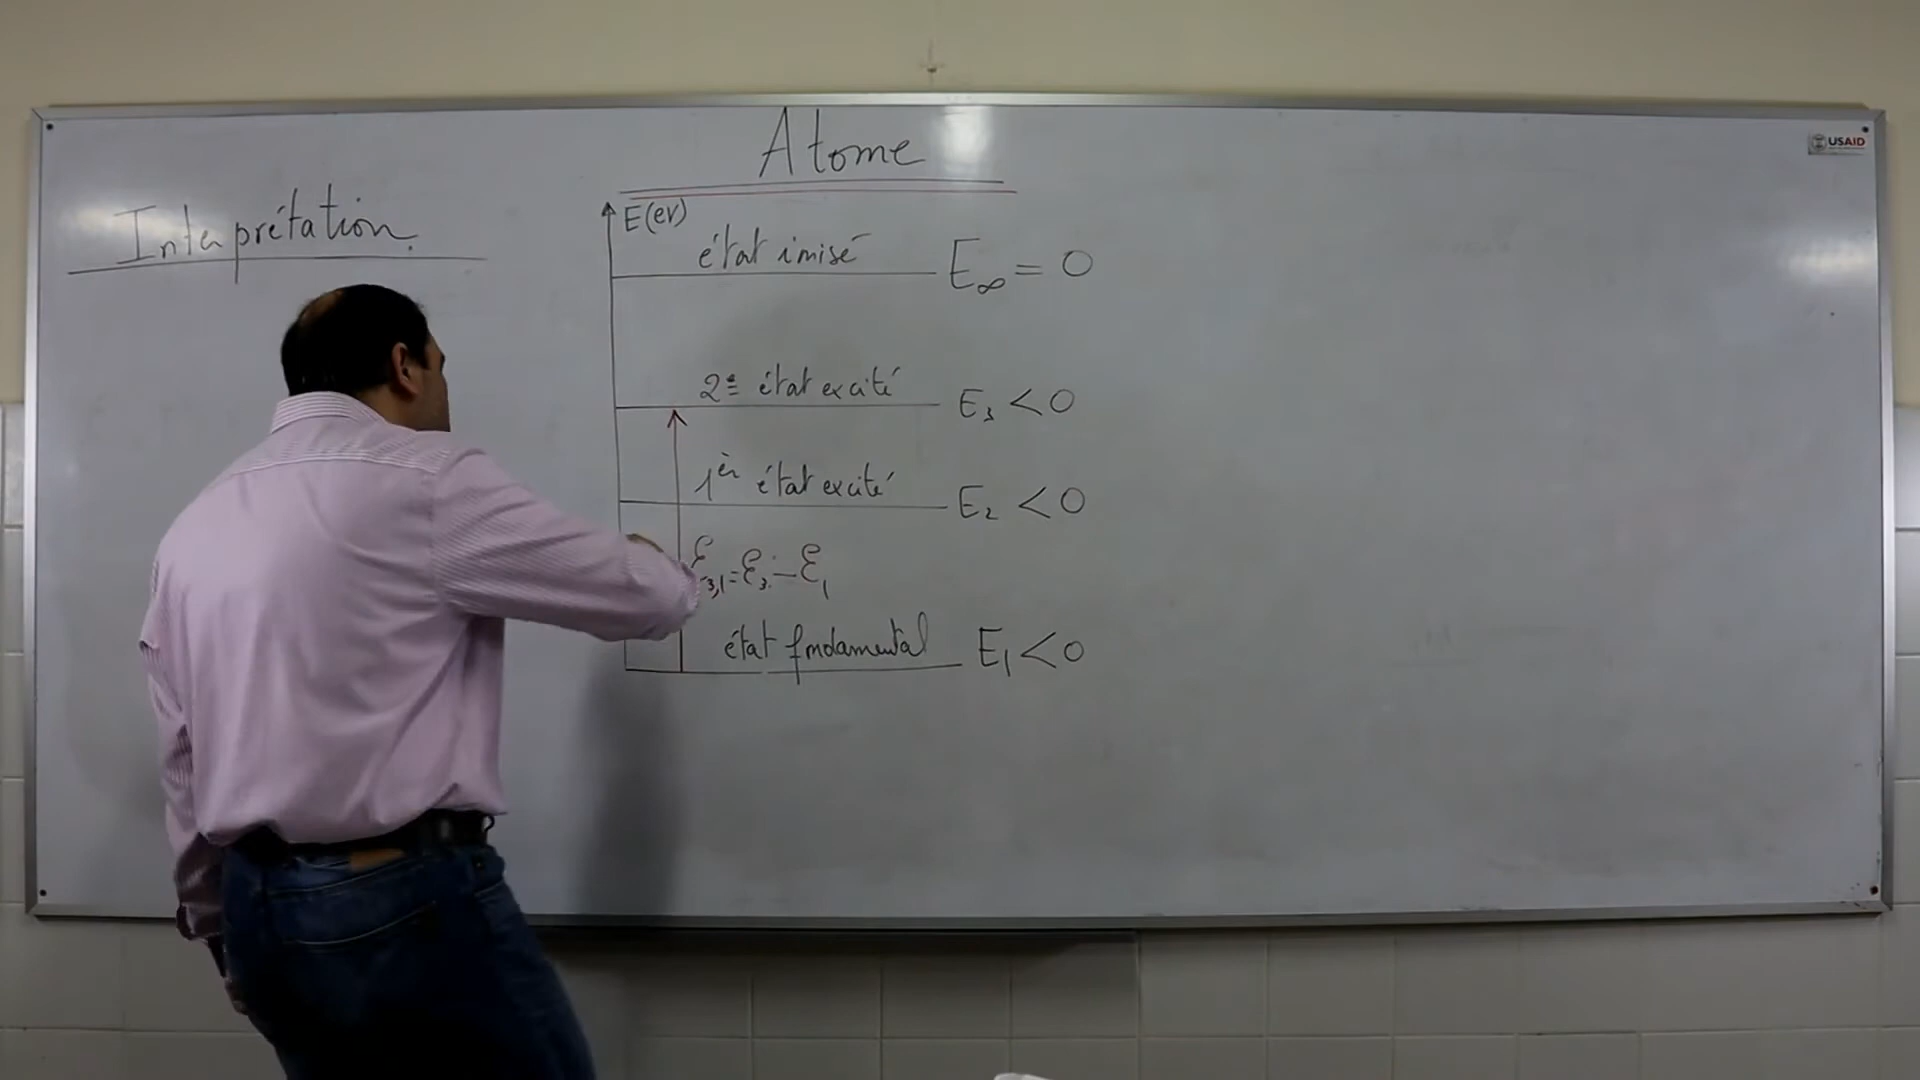 Atome
USAID
Interprétation.
E(ev)
état ionisé E∞ = 0
2e état excité E3 < 0
1er état excité E2 < 0
E3,1 = E3 - E1
état fondamental E1 < 0